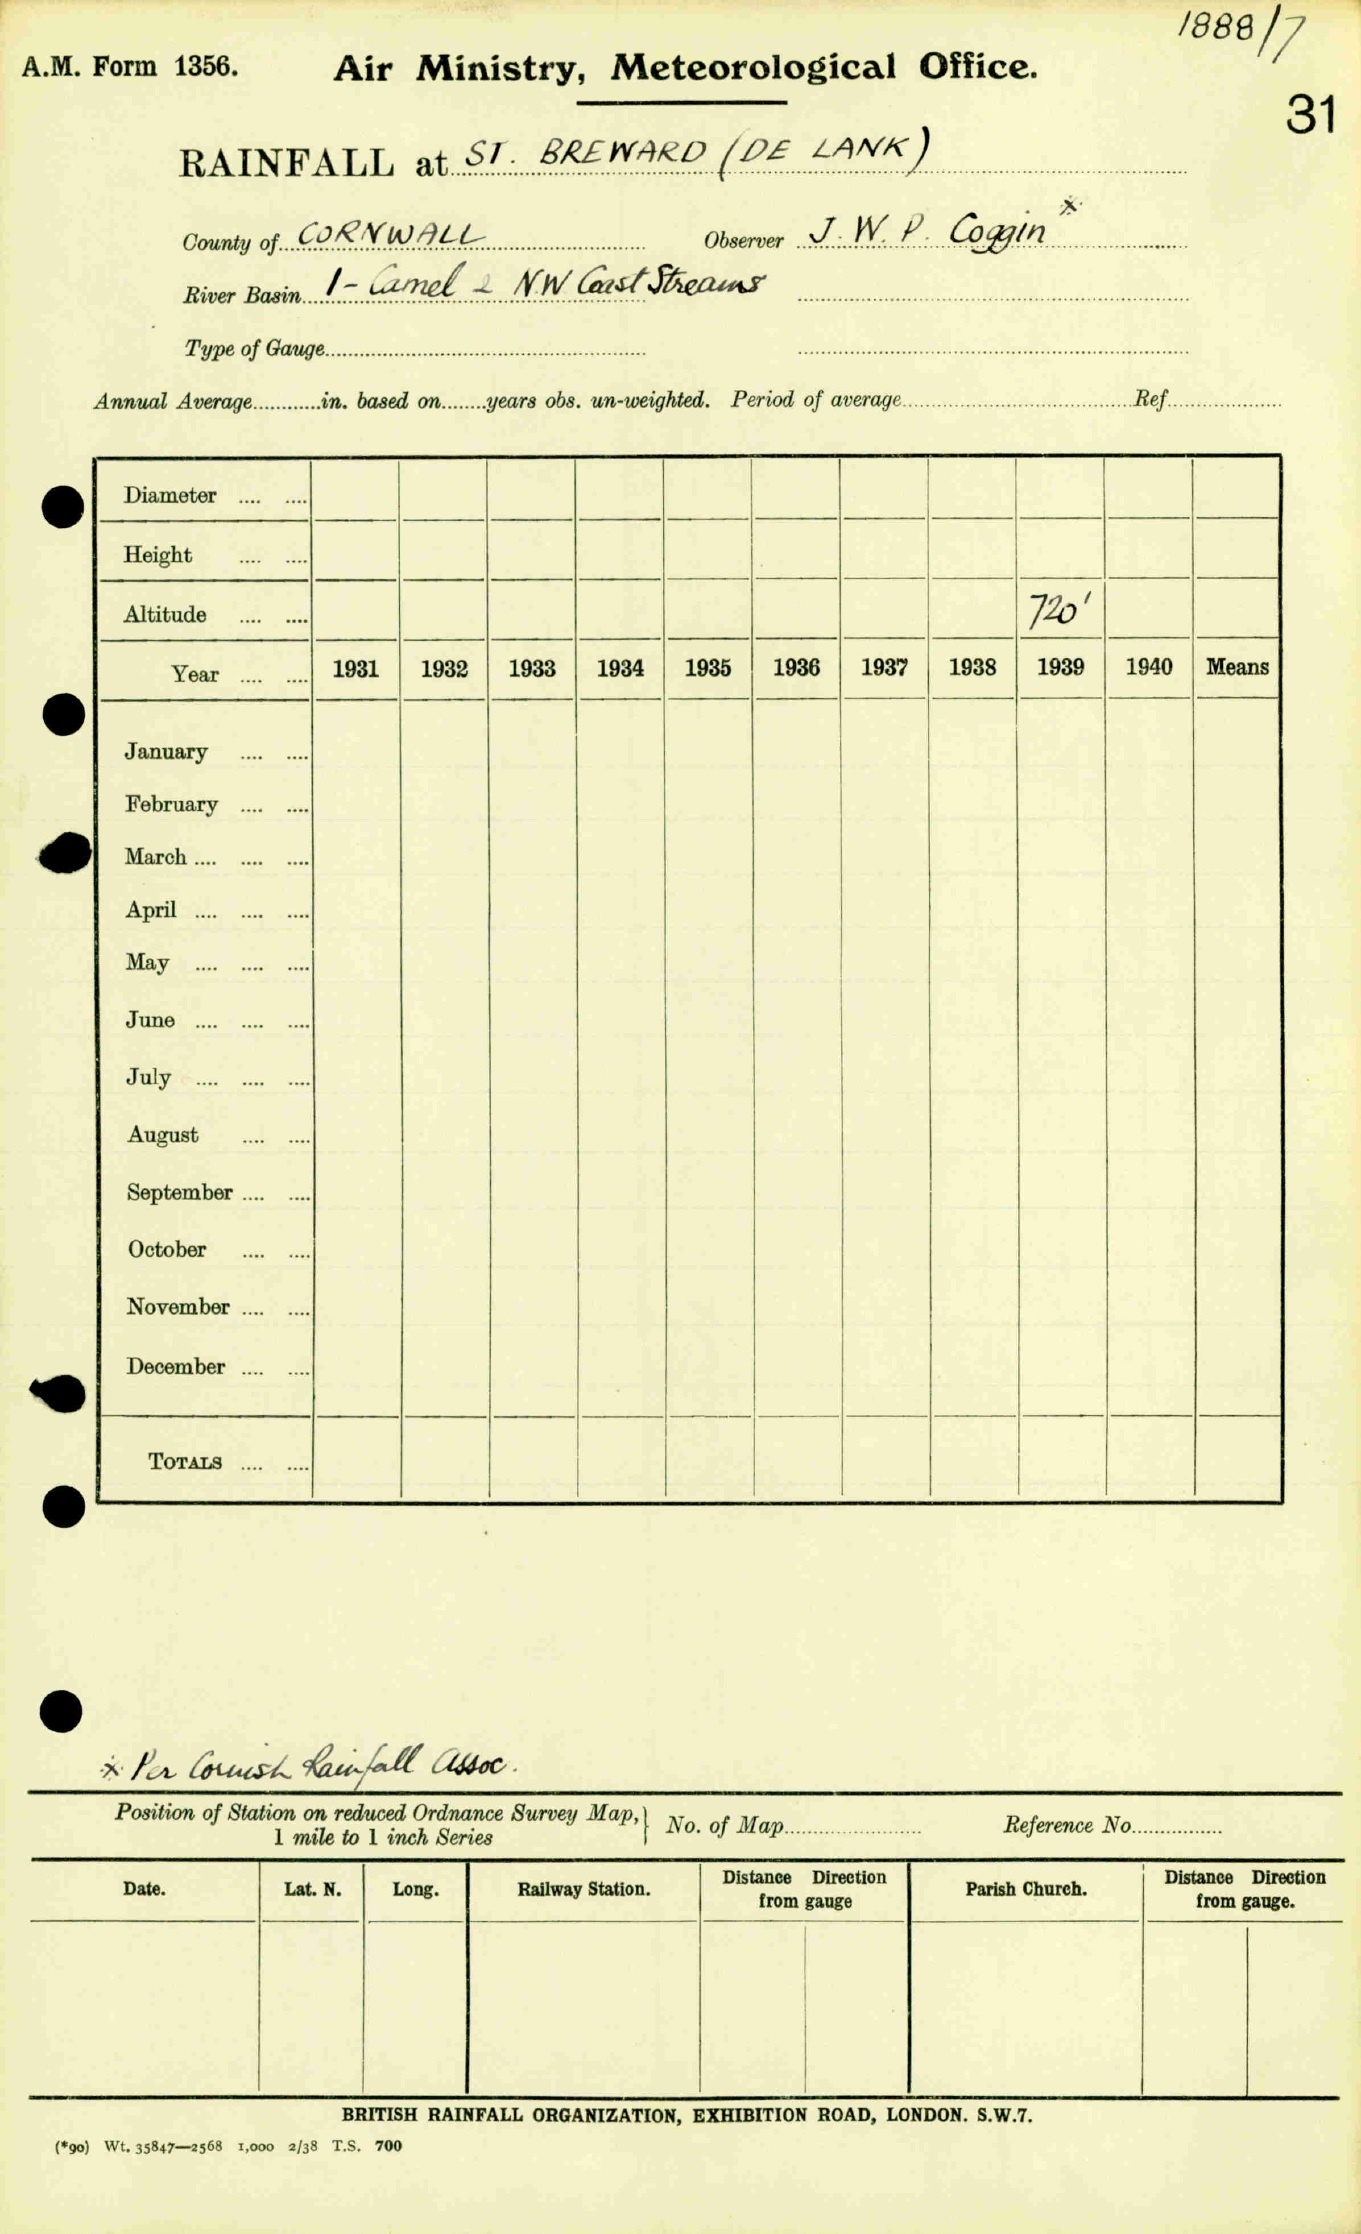 1888/7
A.M. Form 1356. Air Ministry, Meteorological Office.
31
RAINFALL at ST. BREWARD (DE LANK)
County of CORNWALL Observer J. W. P. Coggin *
River Basin 1 - Camel & N.W Coast Streams
Type of Gauge
Annual Average in. based on years obs. un-weighted. Period of average Ref.
Diameter
Height
Altitude 720'
Year 1931 1932 1933 1934 1935 1936 1937 1938 1939 1940 Means
January
February
March
April
May
June
July
August
September
October
November
December
TOTALS
* Per Cornish Rainfall Assoc.
Position of Station on reduced Ordnance Survey Map, } No. of Map Reference No.
1 mile to 1 inch Series
Date. Lat. N. Long. Railway Station. Distance Direction from gauge Parish Church. Distance Direction from gauge.
BRITISH RAINFALL ORGANIZATION, EXHIBITION ROAD, LONDON. S.W.7.
(*90) Wt. 35847—2568 1,000 2/38 T.S. 700